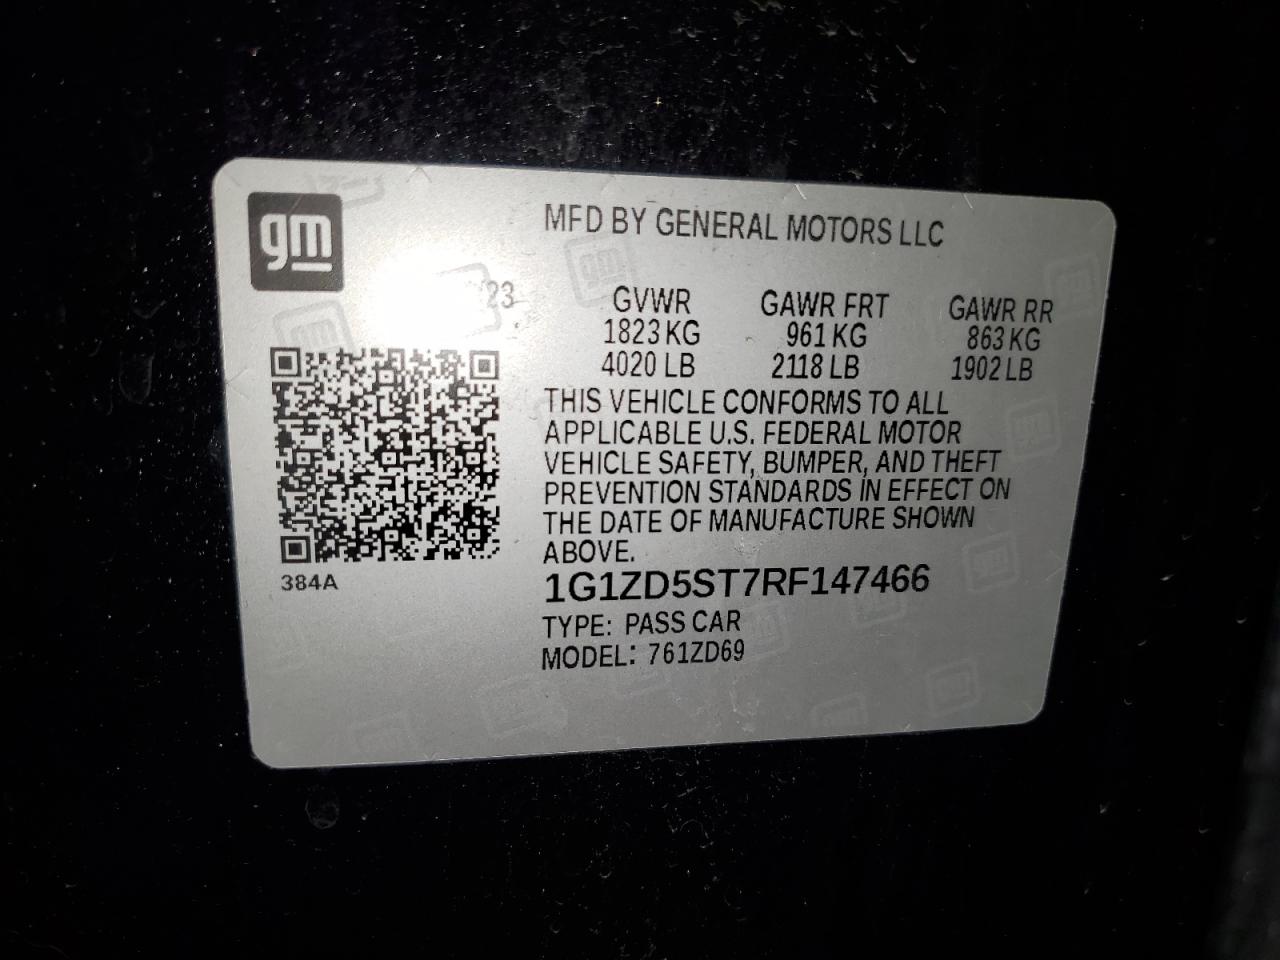 gm
MFD BY GENERAL MOTORS LLC
23
GVWR GAWR FRT GAWR RR
1823 KG 961 KG 863 KG
4020 LB 2118 LB 1902 LB
THIS VEHICLE CONFORMS TO ALL
APPLICABLE U.S. FEDERAL MOTOR
VEHICLE SAFETY, BUMPER, AND THEFT
PREVENTION STANDARDS IN EFFECT ON
THE DATE OF MANUFACTURE SHOWN
ABOVE.
384A
1G1ZD5ST7RF147466
TYPE: PASS CAR
MODEL: 761ZD69